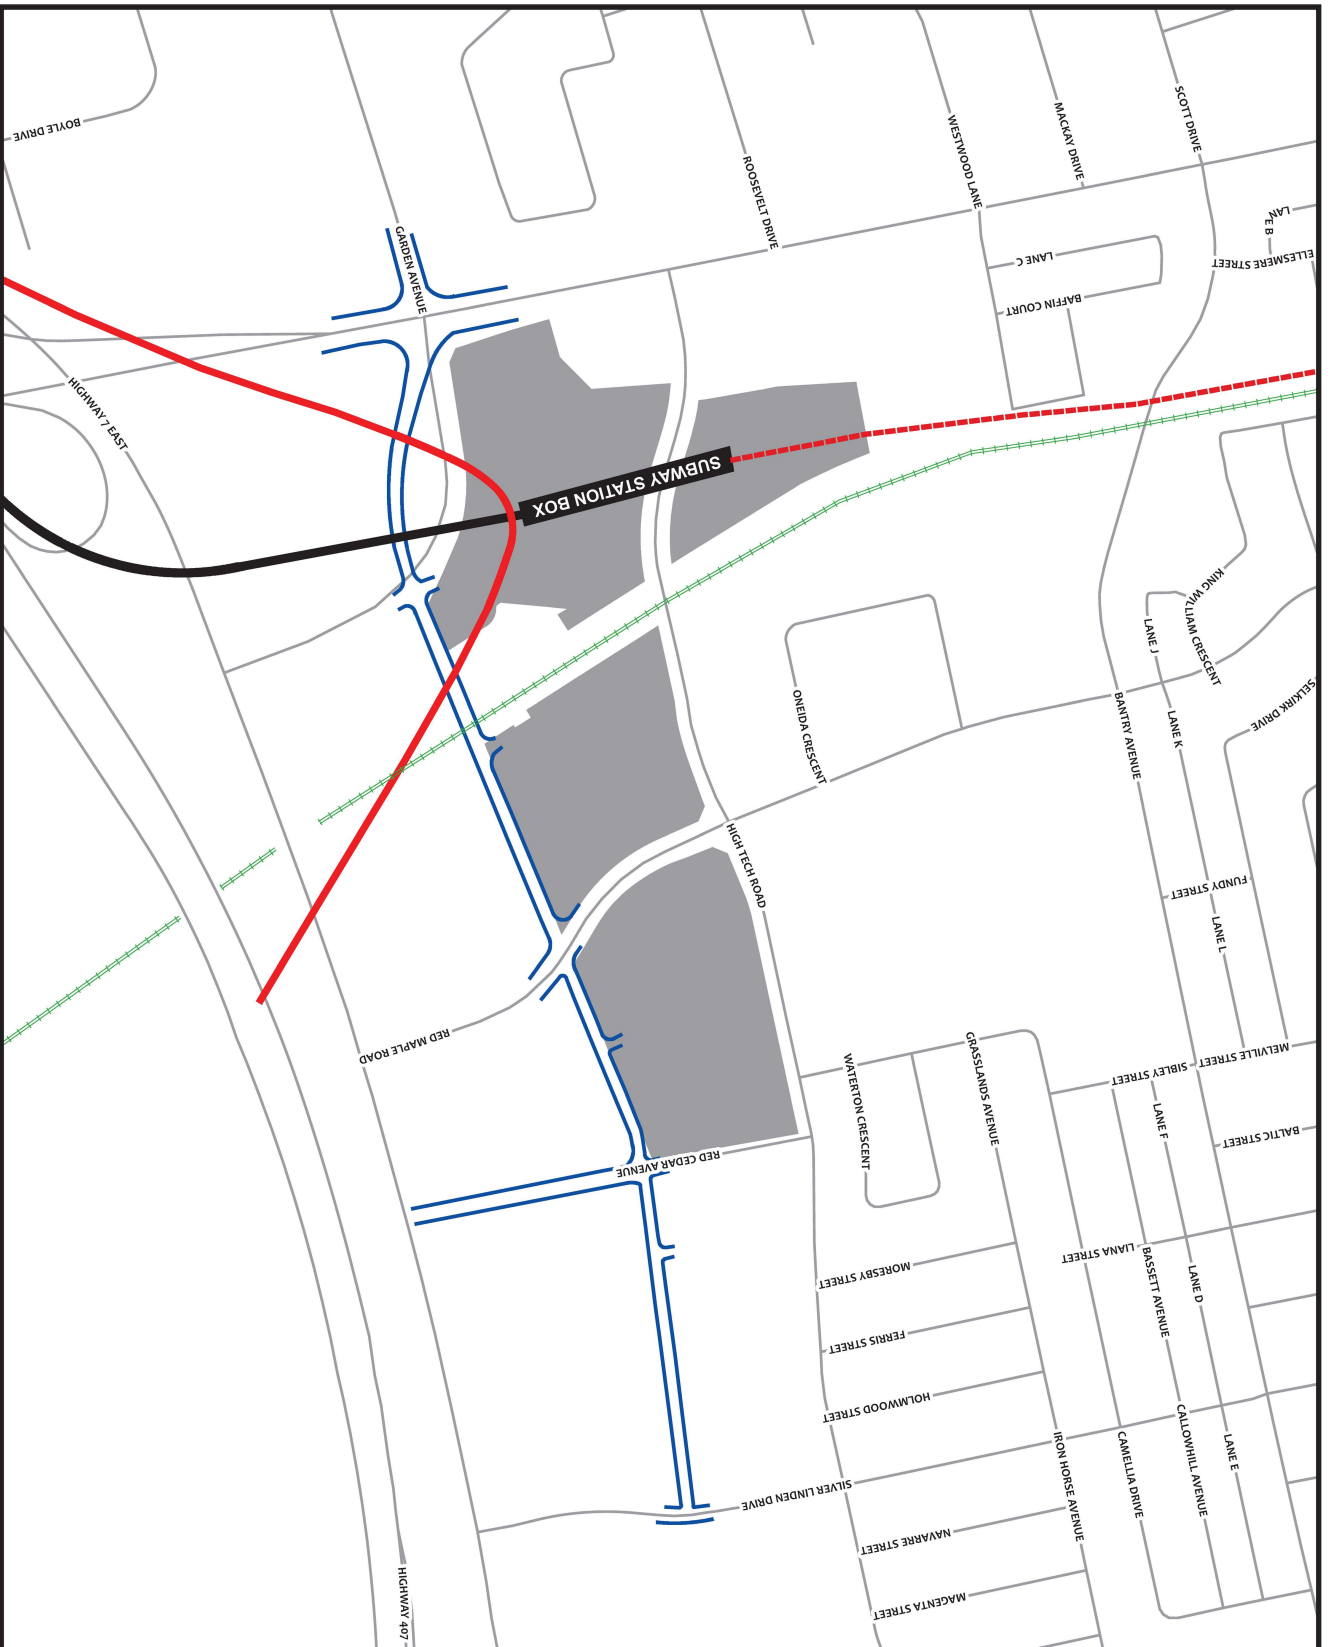 BOYLE DRIVE
SCOTT DRIVE
MACKAY DRIVE
WESTWOOD LANE
ROOSEVELT DRIVE
LAN
E B
GARDEN AVENUE
LANE C
ELLESMERE STREET
BAFFIN COURT
HIGHWAY 7 EAST
SUBWAY STATION BOX
KING WIL
LIAM CRESCENT
LANE J
SELKIRK DRIVE
ONEIDA CRESCENT
BANTRY AVENUE
LANE K
HIGH TECH ROAD
FUNDY STREET
LANE L
RED MAPLE ROAD
WATERTON CRESCENT
GRASSLANDS AVENUE
MELVILLE STREET
SIBLEY STREET
LANE F
BALTIC STREET
RED CEDAR AVENUE
MORESBY STREET
LIANA STREET
BASSETT AVENUE
LANE D
FERRIS STREET
HOLMWOOD STREET
SILVER LINDEN DRIVE
IRON HORSE AVENUE
CAMELLIA DRIVE
CALLOWHILL AVENUE
LANE E
NAVARRE STREET
HIGHWAY 407
MAGENTA STREET